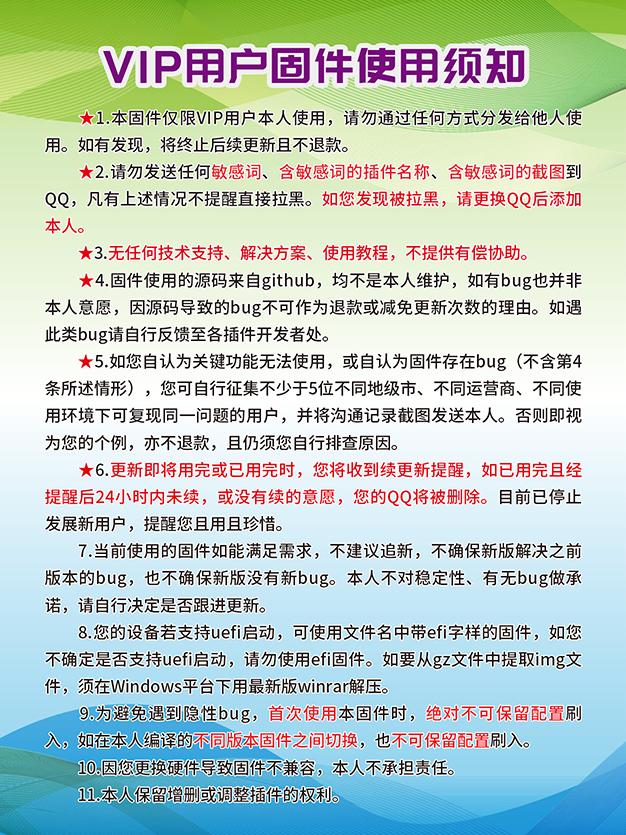 VIP用户固件使用须知
★1.本固件仅限VIP用户本人使用，请勿通过任何方式分发给他人使
用。如有发现，将终止后续更新且不退款。
★2.请勿发送任何敏感词、含敏感词的插件名称、含敏感词的截图到
QQ，凡有上述情况不提醒直接拉黑。如您发现被拉黑，请更换QQ后添加
本人。
★3.无任何技术支持、解决方案、使用教程，不提供有偿协助。
★4.固件使用的源码来自github，均不是本人维护，如有bug也并非
本人意愿，因源码导致的bug不可作为退款或减免更新次数的理由。如遇
此类bug请自行反馈至各插件开发者处。
★5.如您自认为关键功能无法使用，或自认为固件存在bug（不含第4
条所述情形），您可自行征集不少于5位不同地级市、不同运营商、不同使
用环境下可复现同一问题的用户，并将沟通记录截图发送本人。否则即视
为您的个例，亦不退款，且仍须您自行排查原因。
★6.更新即将用完或已用完时，您将收到续更新提醒，如已用完且经
提醒后24小时内未续，或没有续的意愿，您的QQ将被删除。目前已停止
发展新用户，提醒您且用且珍惜。
7.当前使用的固件如能满足需求，不建议追新，不确保新版解决之前
版本的bug，也不确保新版没有新bug。本人不对稳定性、有无bug做承
诺，请自行决定是否跟进更新。
8.您的设备若支持uefi启动，可使用文件名中带efi字样的固件，如您
不确定是否支持uefi启动，请勿使用efi固件。如要从gz文件中提取img文
件，须在Windows平台下用最新版winrar解压。
9.为避免遇到隐性bug，首次使用本固件时，绝对不可保留配置刷
入，如在本人编译的不同版本固件之间切换，也不可保留配置刷入。
10.因您更换硬件导致固件不兼容，本人不承担责任。
11.本人保留增删或调整插件的权利。